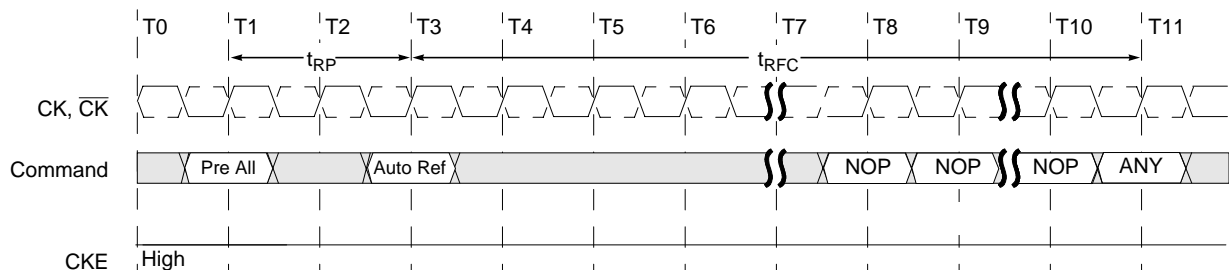 T0 T1 T2 T3 T4 T5 T6 T7 T8 T9 T10 T11
tRP tRFC
CK, C̅K̅
Command Pre All Auto Ref NOP NOP NOP ANY
CKE High